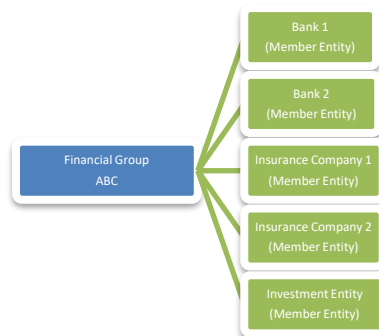 Bank 1
(Member Entity)
Bank 2
(Member Entity)
Financial Group
ABC
Insurance Company 1
(Member Entity)
Insurance Company 2
(Member Entity)
Investment Entity
(Member Entity)